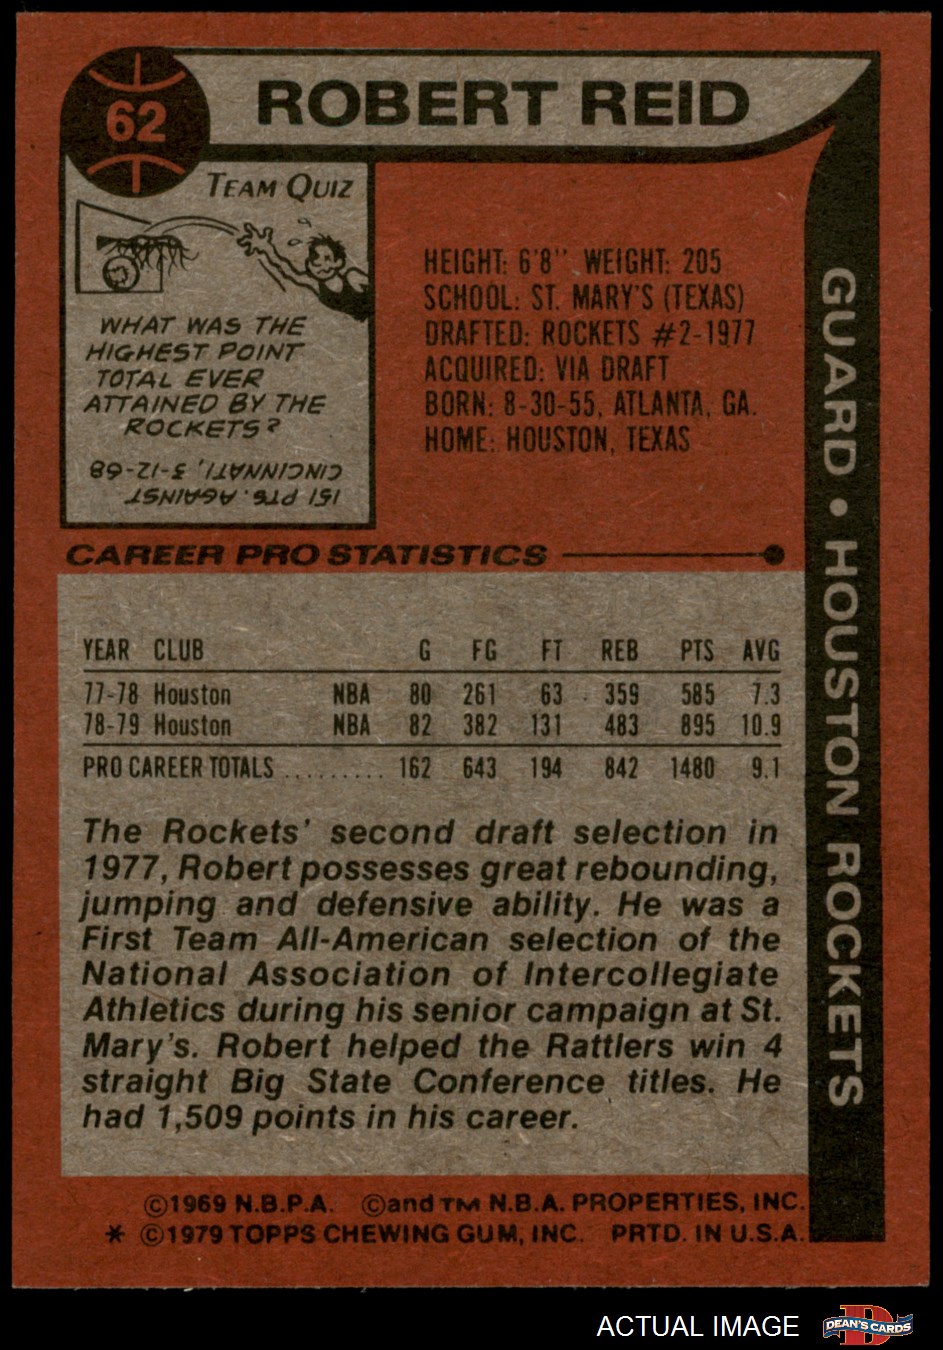 62
ROBERT REID
TEAM QUIZ
WHAT WAS THE
HIGHEST POINT
TOTAL EVER
ATTAINED BY THE
ROCKETS?
151 PTS. AGAINST
CINCINNATI, 3-12-68
HEIGHT: 6'8" WEIGHT: 205
SCHOOL: ST. MARY'S (TEXAS)
DRAFTED: ROCKETS #2-1977
ACQUIRED: VIA DRAFT
BORN: 8-30-55, ATLANTA, GA.
HOME: HOUSTON, TEXAS
GUARD • HOUSTON ROCKETS
CAREER PRO STATISTICS
YEAR CLUB G FG FT REB PTS AVG
77-78 Houston NBA 80 261 63 359 585 7.3
78-79 Houston NBA 82 382 131 483 895 10.9
PRO CAREER TOTALS ......... 162 643 194 842 1480 9.1
The Rockets' second draft selection in
1977, Robert possesses great rebounding,
jumping and defensive ability. He was a
First Team All-American selection of the
National Association of Intercollegiate
Athletics during his senior campaign at St.
Mary's. Robert helped the Rattlers win 4
straight Big State Conference titles. He
had 1,509 points in his career.
©1969 N.B.P.A. ©and TM N.B.A. PROPERTIES, INC.
* ©1979 TOPPS CHEWING GUM, INC. PRTD. IN U.S.A.
ACTUAL IMAGE
D
DEAN'S CARDS